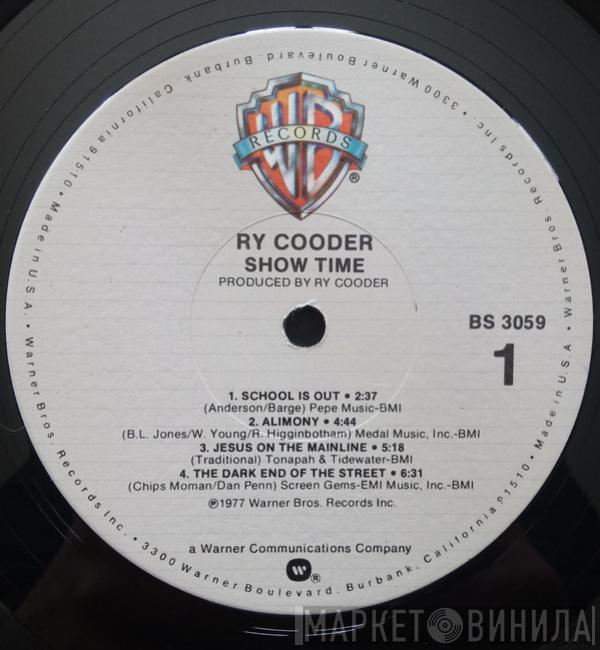 3300 Warner Boulevard. Burbank. California 91510 • Made in U.S.A. • Warner Bros. Records Inc. • 3300 Warner Boulevard. Burbank. California P1510 • Made in U.S.A • Warner Bros. Records Inc. •
WB
RECORDS
®
RY COODER
SHOW TIME
PRODUCED BY RY COODER
BS 3059
1
1. SCHOOL IS OUT • 2:37
(Anderson/Barge) Pepe Music-BMI
2. ALIMONY • 4:44
(B.L. Jones/W. Young/R. Higginbotham) Medal Music, Inc.-BMI
3. JESUS ON THE MAINLINE • 5:18
(Traditional) Tonapah & Tidewater-BMI
4. THE DARK END OF THE STREET • 6:31
(Chips Moman/Dan Penn) Screen Gems-EMI Music, Inc-BMI
℗1977 Warner Bros. Records Inc.
a Warner Communications Company
®
МАРКЕТ ВИНИЛА